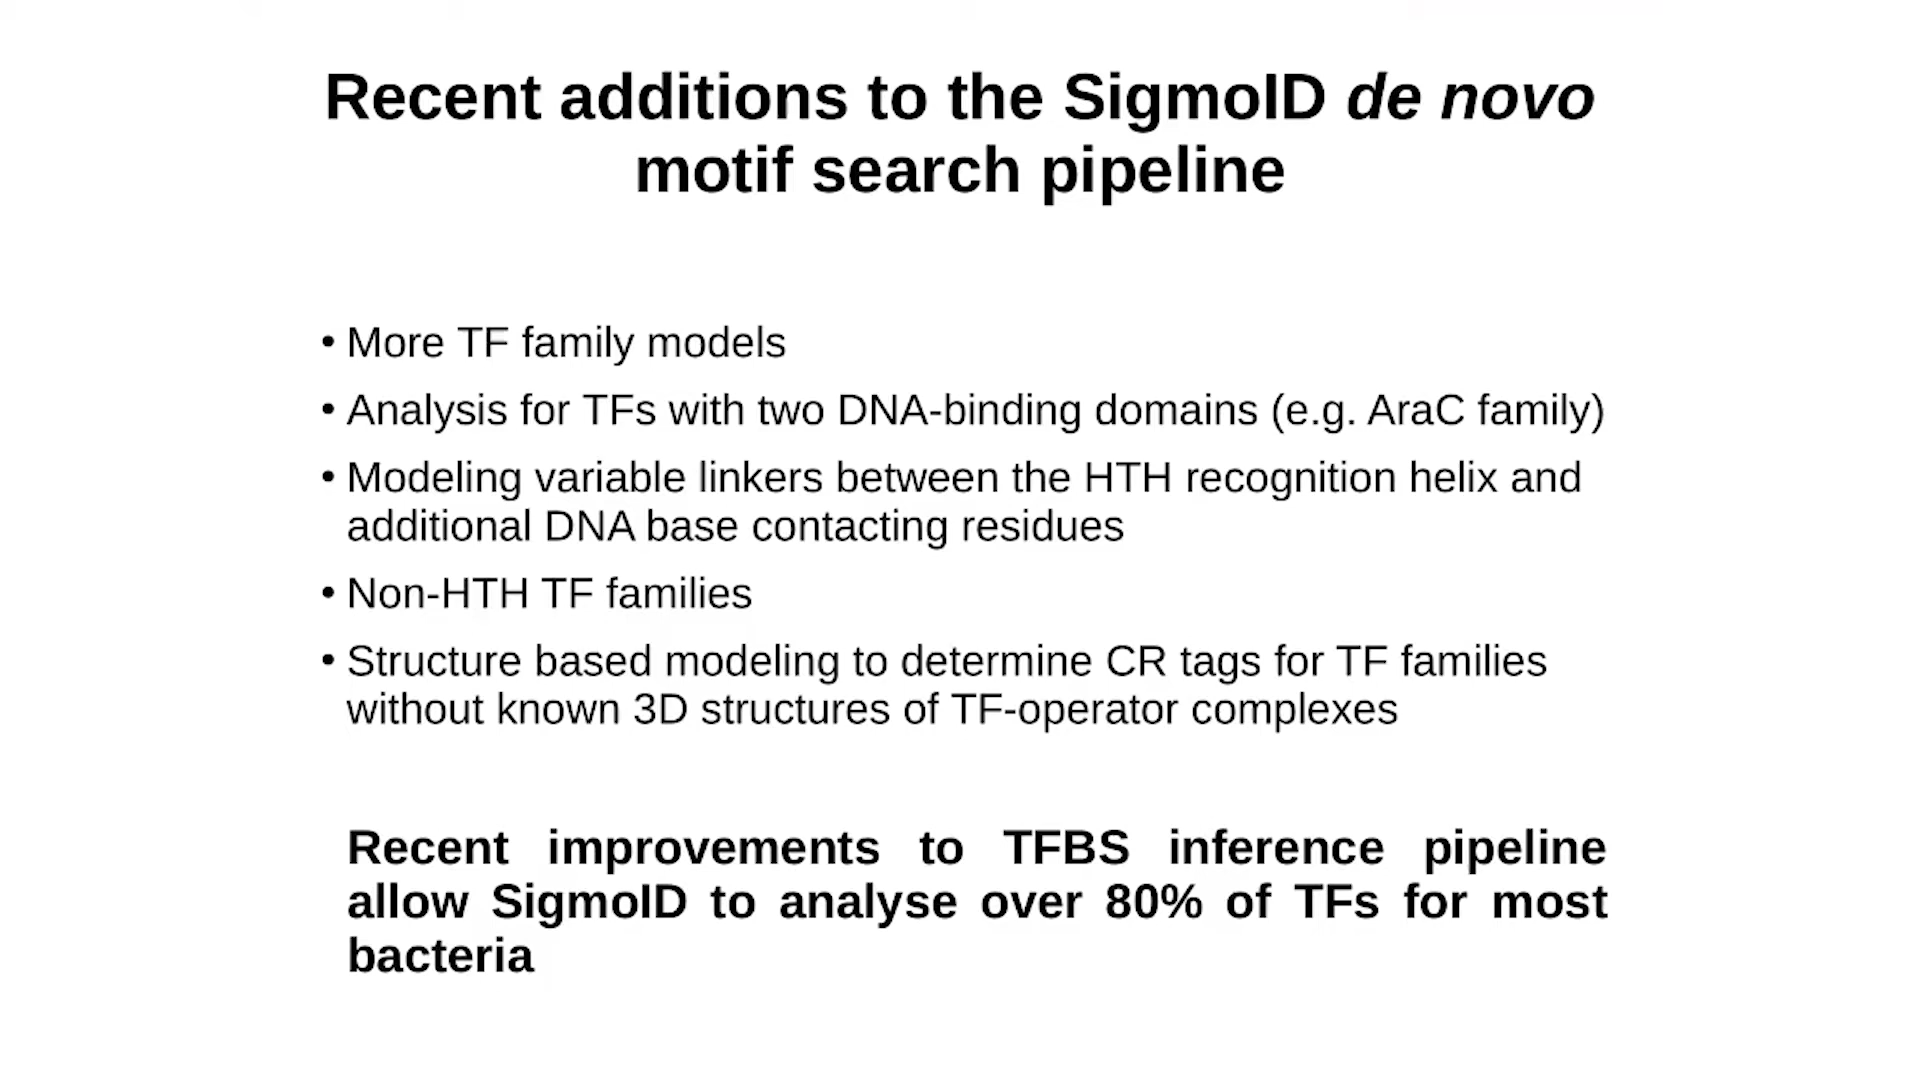 Recent additions to the SigmoID de novo
motif search pipeline
• More TF family models
• Analysis for TFs with two DNA-binding domains (e.g. AraC family)
• Modeling variable linkers between the HTH recognition helix and
additional DNA base contacting residues
• Non-HTH TF families
• Structure based modeling to determine CR tags for TF families
without known 3D structures of TF-operator complexes
Recent improvements to TFBS inference pipeline
allow SigmoID to analyse over 80% of TFs for most
bacteria